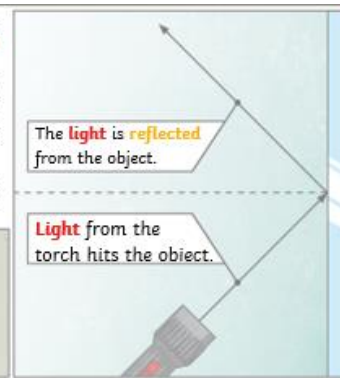 The light is reflected
from the object.
Light from the
torch hits the object.